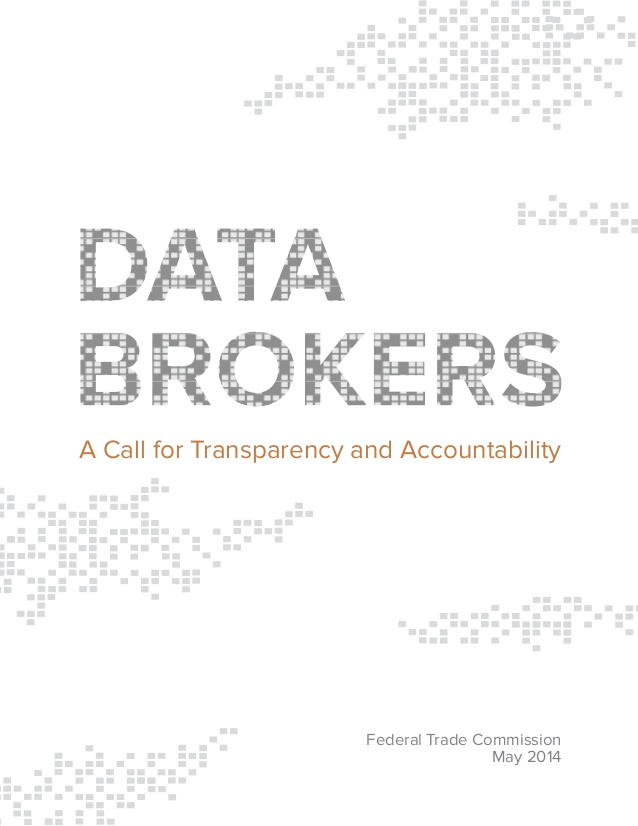 DATA
BROKERS
A Call for Transparency and Accountability
Federal Trade Commission
May 2014